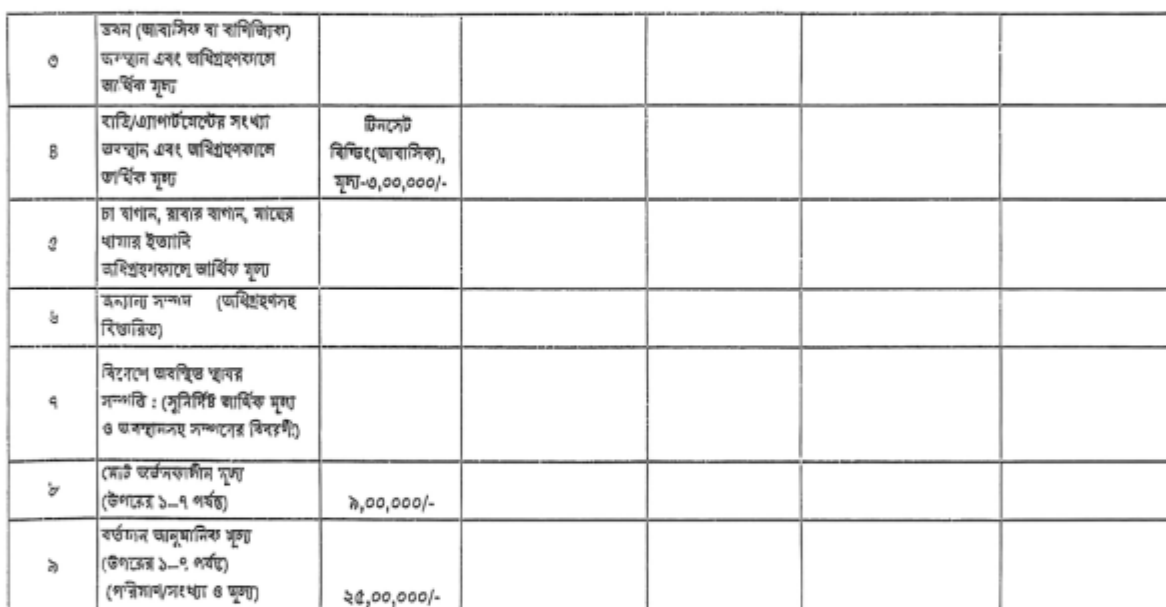 ৩
ভবন (আবাসিক বা বাণিজ্যিক)
অবস্থান এবং অধিগ্রহণকালে
আর্থিক মূল্য
৪
বাড়ি/এ্যাপার্টমেন্টের সংখ্যা
অবস্থান এবং অধিগ্রহণকালে
আর্থিক মূল্য
টিনসেট
বিল্ডিং(আবাসিক),
মূল্য-৩,০০,০০০/-
৫
চা বাগান, রাবার বাগান, মাছের
খামার ইত্যাদি
অধিগ্রহণকালে আর্থিক মূল্য
৬
অন্যান্য সম্পদ (অধিগ্রহণসহ
বিস্তারিত)
৭
বিদেশে অবস্থিত স্থাবর
সম্পত্তি : (সুনির্দিষ্ট আর্থিক মূল্য
ও অবস্থানসহ সম্পদের বিবরণী)
৮
মোট অর্জনকালীন মূল্য
(উপরের ১–৭ পর্যন্ত)
৯,০০,০০০/-
৯
বর্তমান আনুমানিক মূল্য
(উপরের ১–৭ পর্যন্ত)
(পরিমাণ/সংখ্যা ও মূল্য)
২৫,০০,০০০/-